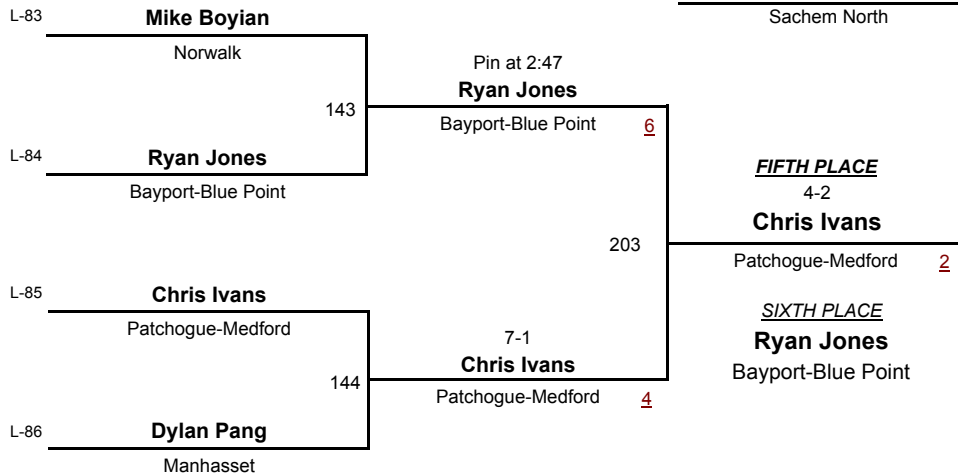 Sachem North
L-83
Mike Boyian
Norwalk
143
L-84
Ryan Jones
Bayport-Blue Point
Pin at 2:47
Ryan Jones
Bayport-Blue Point 6
203
L-85
Chris Ivans
Patchogue-Medford
144
L-86
Dylan Pang
Manhasset
7-1
Chris Ivans
Patchogue-Medford 4
FIFTH PLACE
4-2
Chris Ivans
Patchogue-Medford 2
SIXTH PLACE
Ryan Jones
Bayport-Blue Point